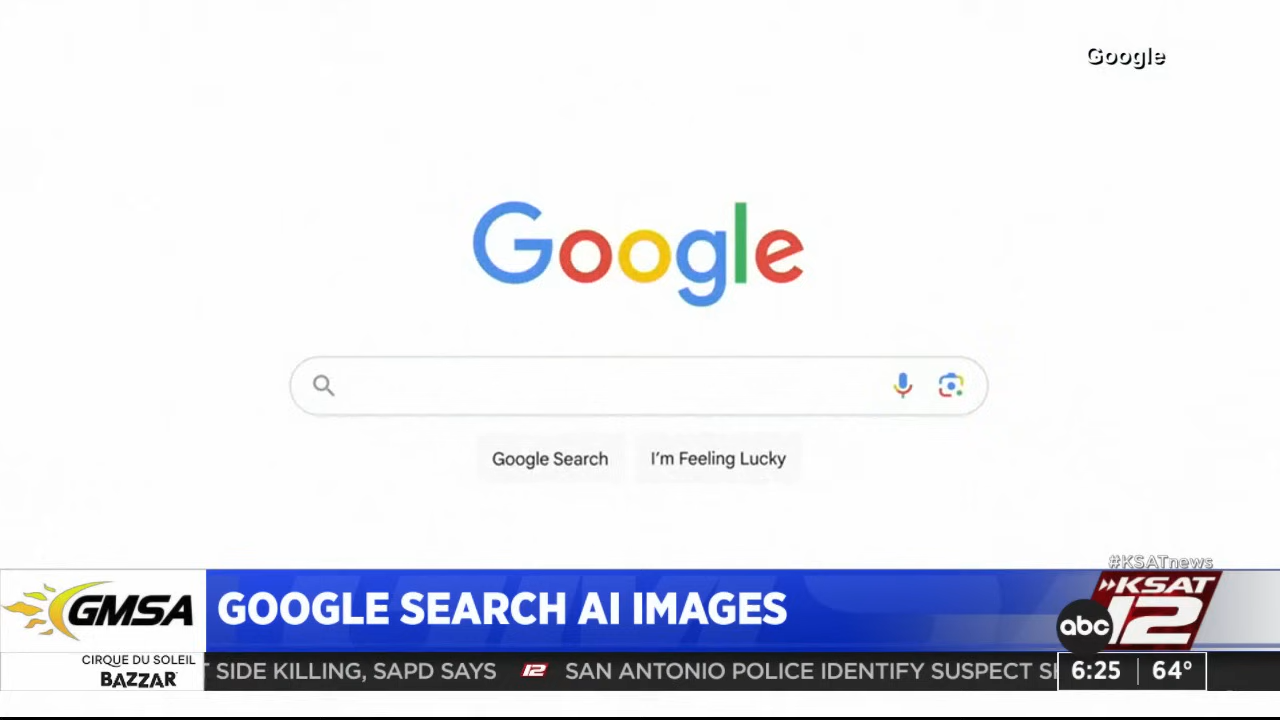 Google
Google
Google Search
I'm Feeling Lucky
#KSATnews
GMSA
GOOGLE SEARCH AI IMAGES
KSAT
abc 12
CIRQUE DU SOLEIL
BAZZAR
SIDE KILLING, SAPD SAYS 12 SAN ANTONIO POLICE IDENTIFY SUSPECT
6:25 64°